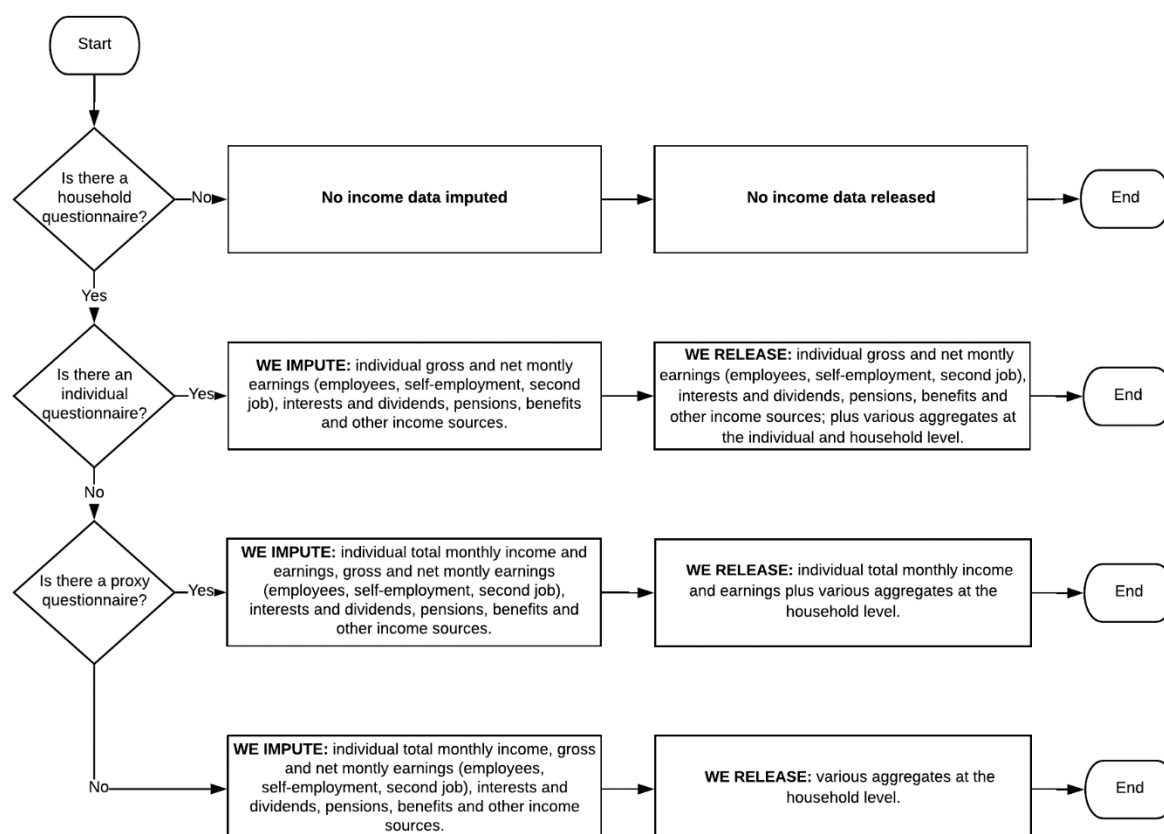 Start
Is there a
household
questionnaire?
No
No income data imputed
No income data released
End
Yes
Is there an
individual
questionnaire?
Yes
WE IMPUTE: individual gross and net montly
earnings (employees, self-employment, second
job), interests and dividends, pensions, benefits
and other income sources.
WE RELEASE: individual gross and net montly
earnings (employees, self-employment, second job),
interests and dividends, pensions, benefits and
other income sources; plus various aggregates at
the individual and household level.
End
No
Is there a proxy
questionnaire?
Yes
WE IMPUTE: individual total monthly income and
earnings, gross and net montly earnings
(employees, self-employment, second job),
interests and dividends, pensions, benefits and
other income sources.
WE RELEASE: individual total monthly income
and earnings plus various aggregates at the
household level.
End
No
WE IMPUTE: individual total monthly income, gross
and net montly earnings (employees,
self-employment, second job), interests and
dividends, pensions, benefits and other income
sources.
WE RELEASE: various aggregates at the
household level.
End